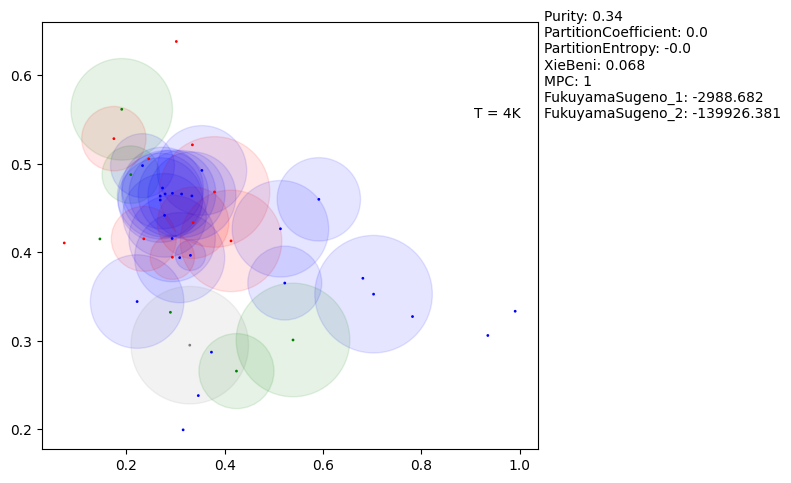 Purity: 0.34
PartitionCoefficient: 0.0
PartitionEntropy: -0.0
XieBeni: 0.068
MPC: 1
FukuyamaSugeno_1: -2988.682
FukuyamaSugeno_2: -139926.381
T = 4K
0.6
0.5
0.4
0.3
0.2
0.2 0.4 0.6 0.8 1.0